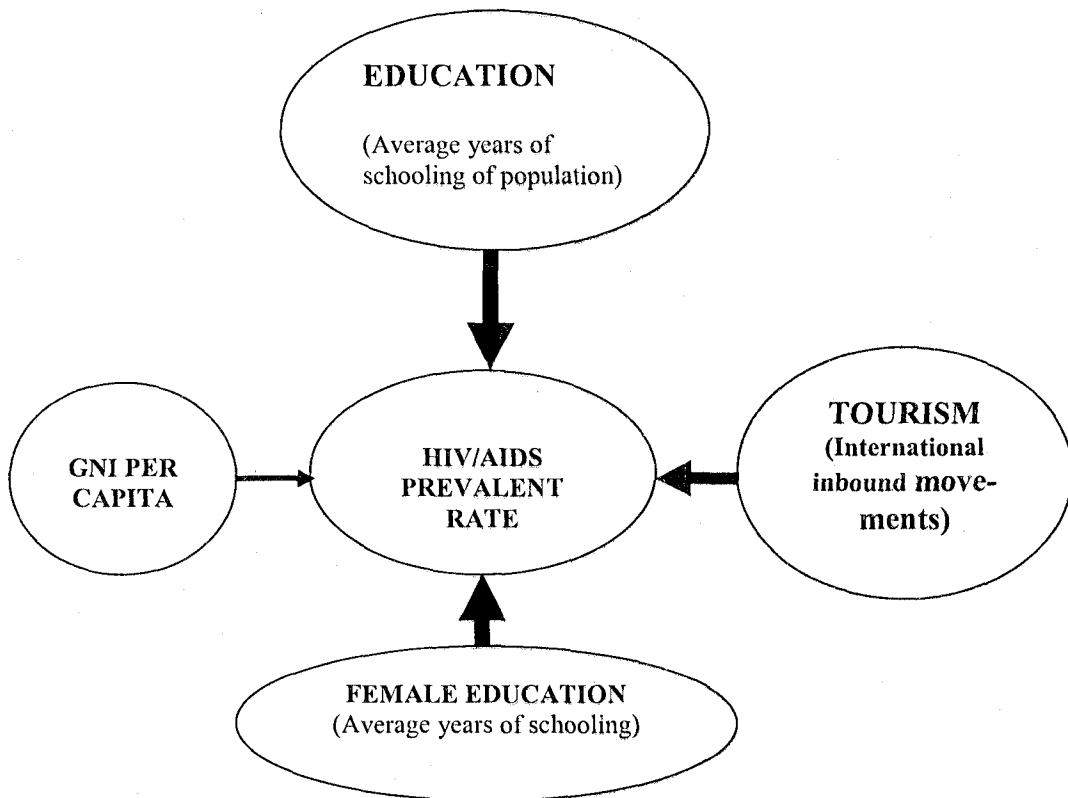 EDUCATION
(Average years of
schooling of population)
GNI PER
CAPITA
HIV/AIDS
PREVALENT
RATE
TOURISM
(International
inbound move-
ments)
FEMALE EDUCATION
(Average years of schooling)